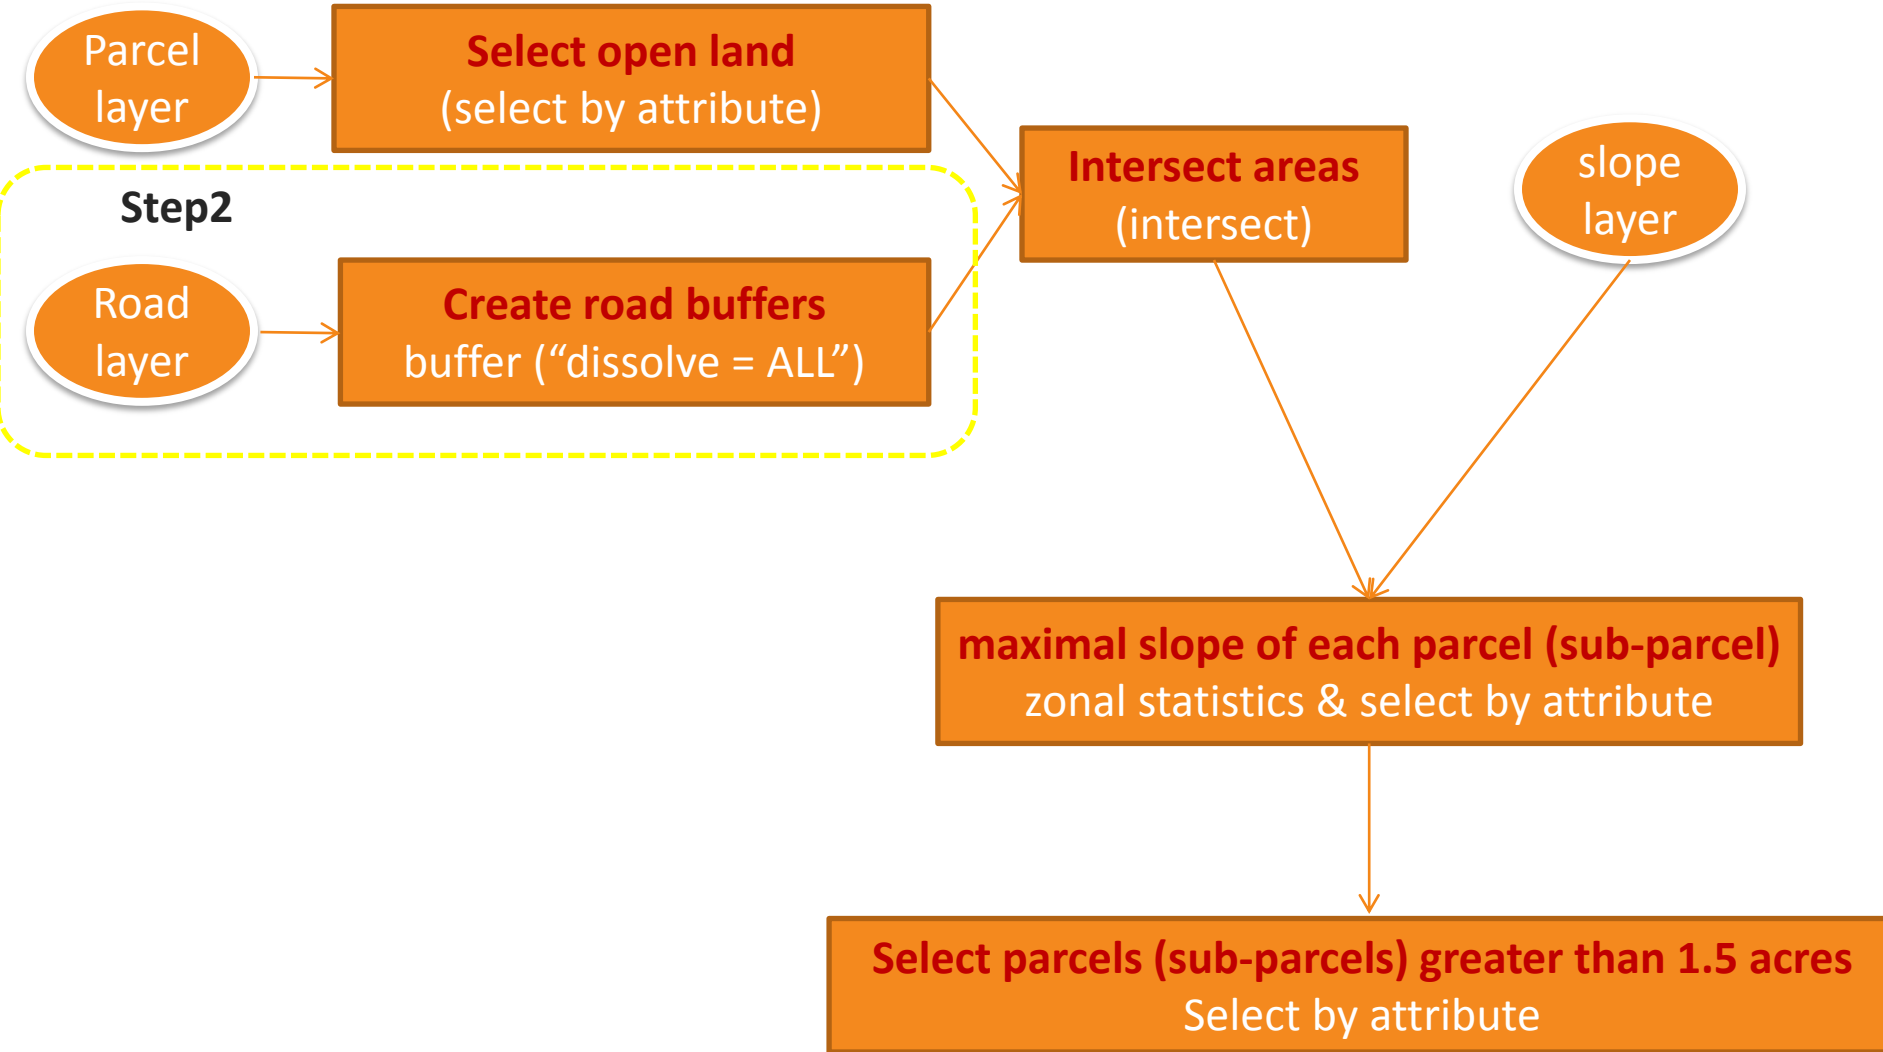 Parcel
layer
Select open land
(select by attribute)
Step2
Road
layer
Create road buffers
buffer (“dissolve = ALL”)
Intersect areas
(intersect)
slope
layer
maximal slope of each parcel (sub-parcel)
zonal statistics & select by attribute
Select parcels (sub-parcels) greater than 1.5 acres
Select by attribute